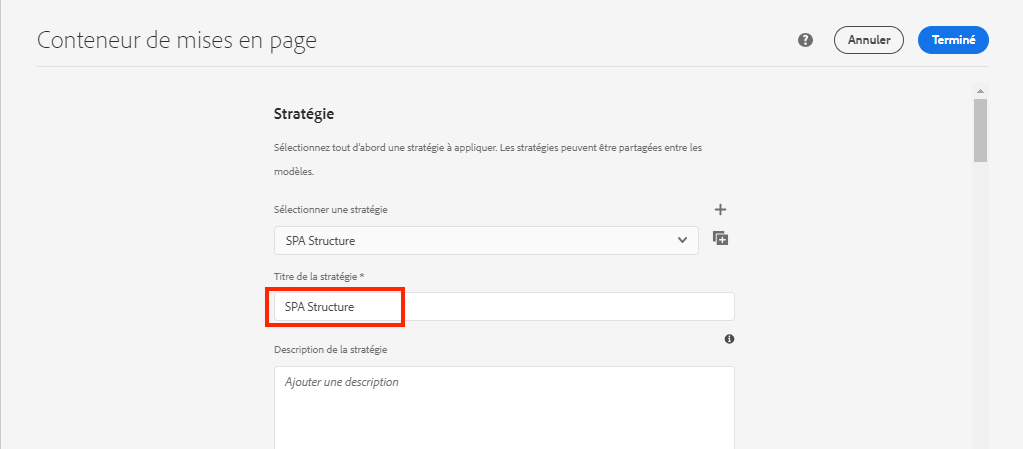 Conteneur de mises en page
Annuler
Terminé
Stratégie
Sélectionnez tout d'abord une stratégie à appliquer. Les stratégies peuvent être partagées entre les
modèles.
Sélectionner une stratégie
SPA Structure
Titre de la stratégie *
SPA Structure
Description de la stratégie
Ajouter une description